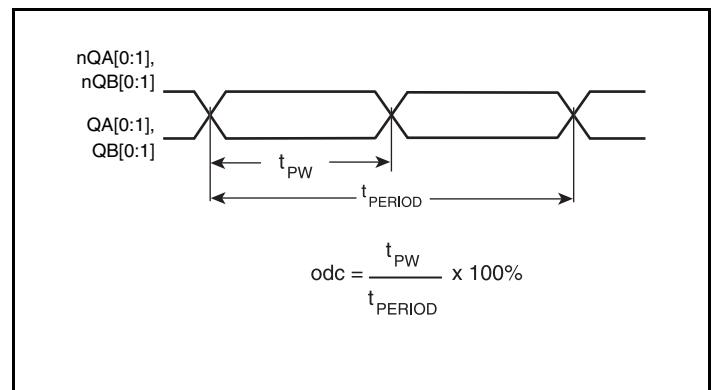 nQA[0:1],
nQB[0:1]
QA[0:1],
QB[0:1]
tPW
tPERIOD
odc = tPW / tPERIOD x 100%